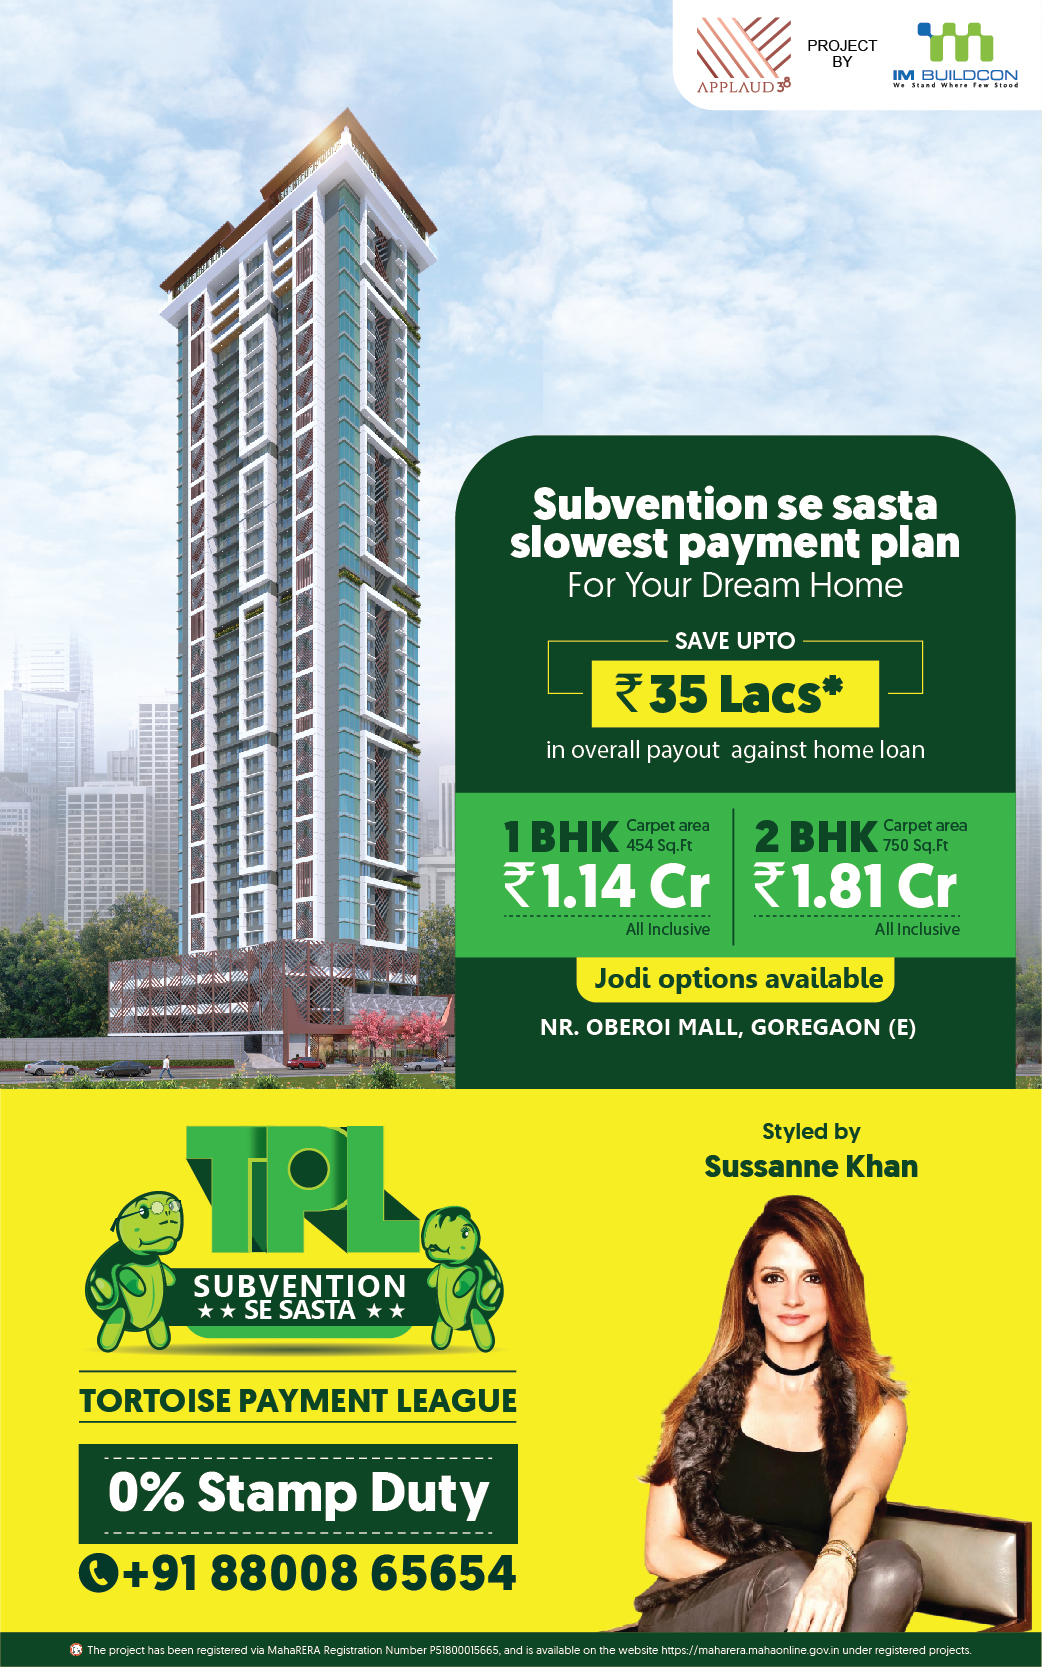 APPLAUD 38
PROJECT
BY
IM BUILDCON
We Stand Where Few Stood
Subvention se sasta
slowest payment plan
For Your Dream Home
SAVE UPTO
₹ 35 Lacs*
in overall payout against home loan
1 BHK Carpet area
454 Sq.Ft
₹ 1.14 Cr
All Inclusive
2 BHK Carpet area
750 Sq.Ft
₹ 1.81 Cr
All Inclusive
Jodi options available
NR. OBEROI MALL, GOREGAON (E)
TPL
SUBVENTION
SE SASTA
TORTOISE PAYMENT LEAGUE
0% Stamp Duty
+91 88008 65654
Styled by
Sussanne Khan
The project has been registered via MahaRERA Registration Number P51800015665, and is available on the website https://maharera.mahaonline.gov.in under registered projects.